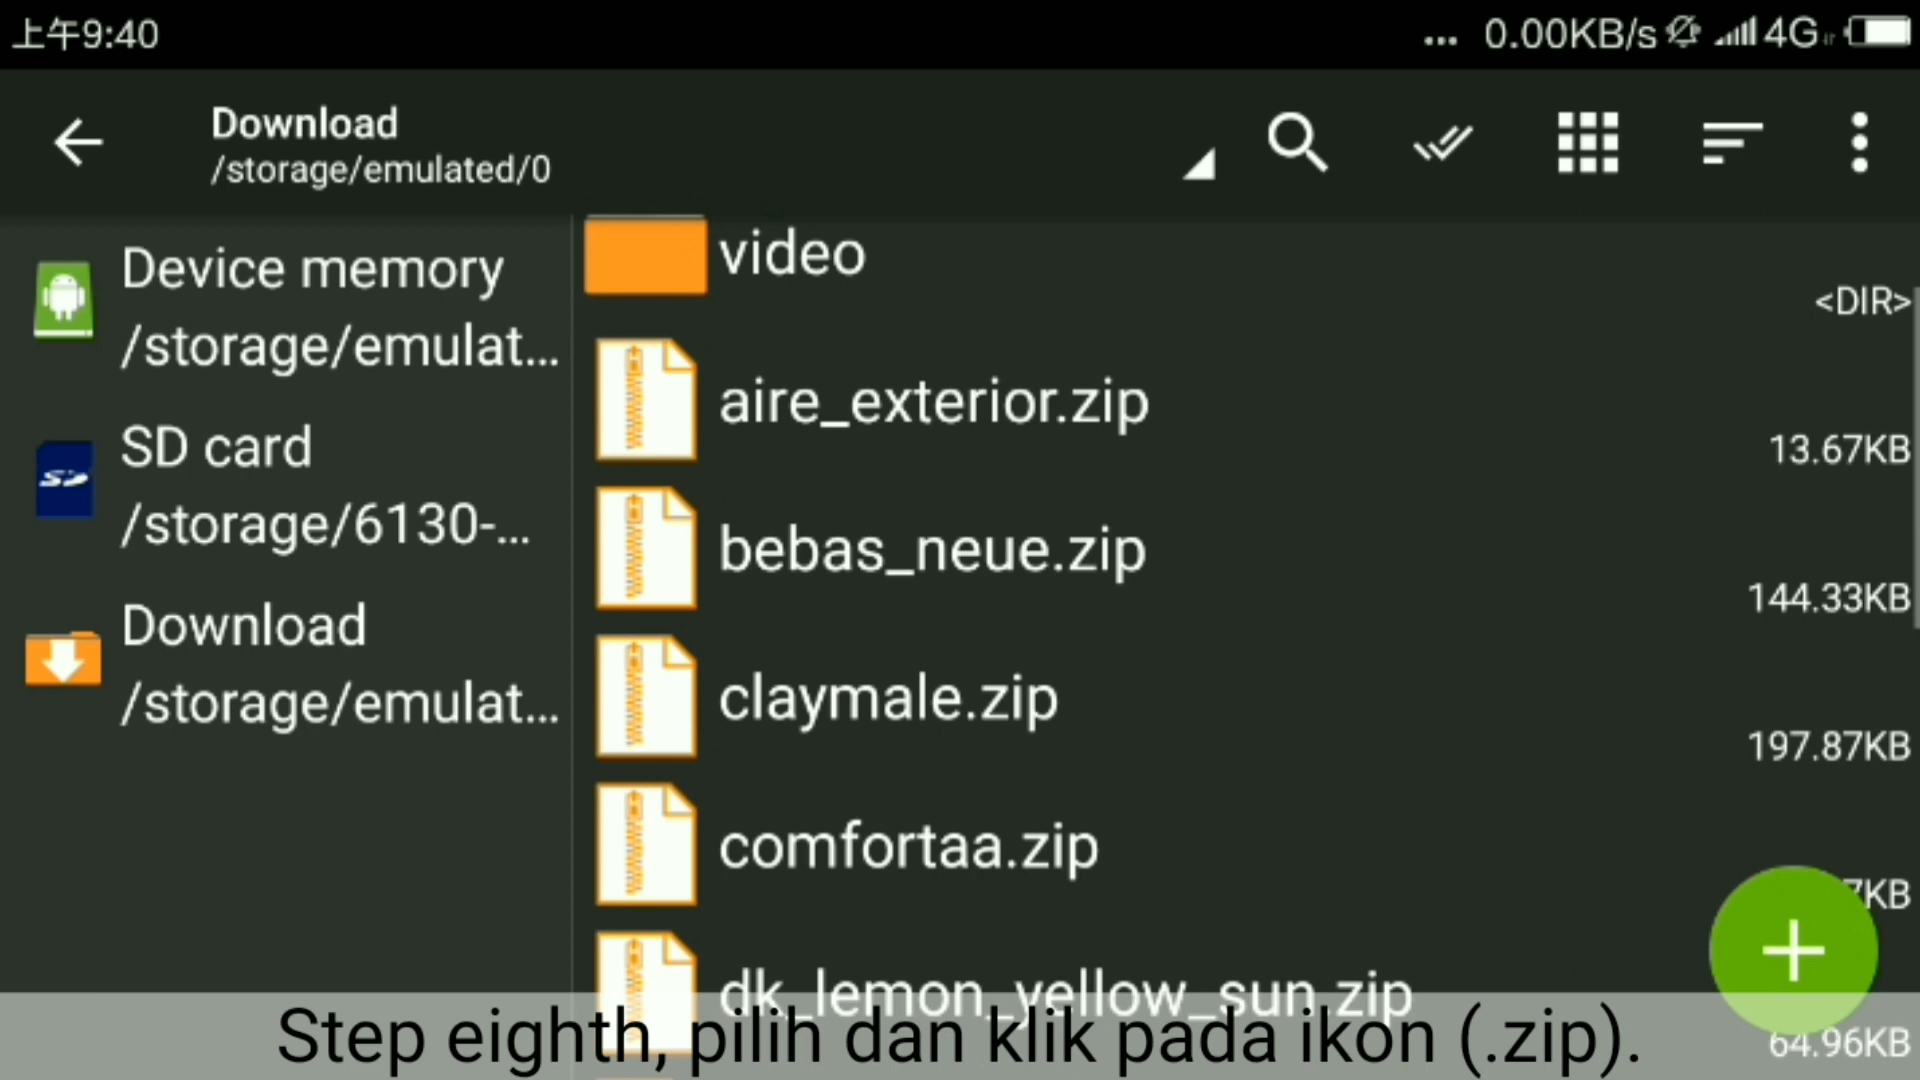 上午9:40
... 0.00KB/s 4G
Download
/storage/emulated/0
Device memory
/storage/emulat...
SD card
/storage/6130-...
Download
/storage/emulat...
video
<DIR>
aire_exterior.zip
13.67KB
bebas_neue.zip
144.33KB
claymale.zip
197.87KB
comfortaa.zip
7KB
dk_lemon_yellow_sun.zip
64.96KB
Step eighth, pilih dan klik pada ikon (.zip).